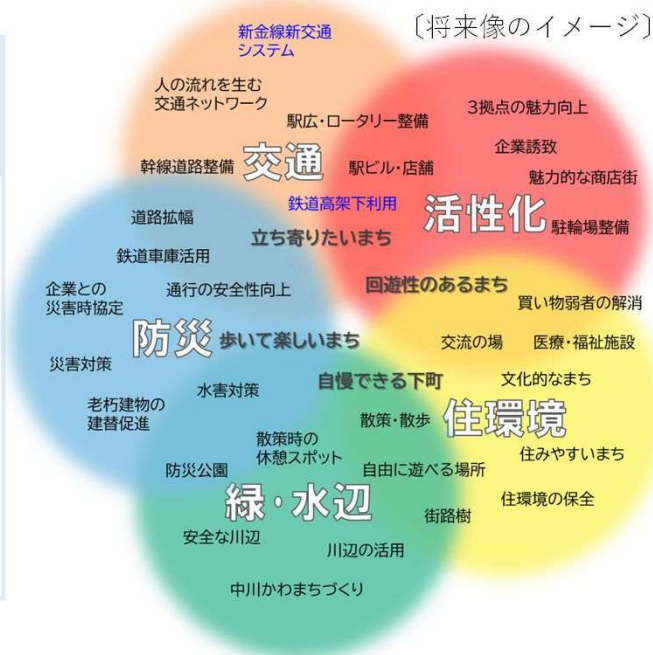 〔将来像のイメージ〕
新金線新交通
システム
人の流れを生む
交通ネットワーク
駅広・ロータリー整備
幹線道路整備
交通
駅ビル・店舗
鉄道高架下利用
3拠点の魅力向上
企業誘致
魅力的な商店街
活性化
駐輪場整備
道路拡幅
立ち寄りたいまち
鉄道車庫活用
企業との
災害時協定
通行の安全性向上
回遊性のあるまち
買い物弱者の解消
防災
歩いて楽しいまち
交流の場
医療・福祉施設
災害対策
水害対策
自慢できる下町
文化的なまち
老朽建物の
建替促進
散策・散歩
住環境
散策時の
休憩スポット
住みやすいまち
防災公園
自由に遊べる場所
緑・水辺
街路樹
住環境の保全
安全な川辺
川辺の活用
中川かわまちづくり